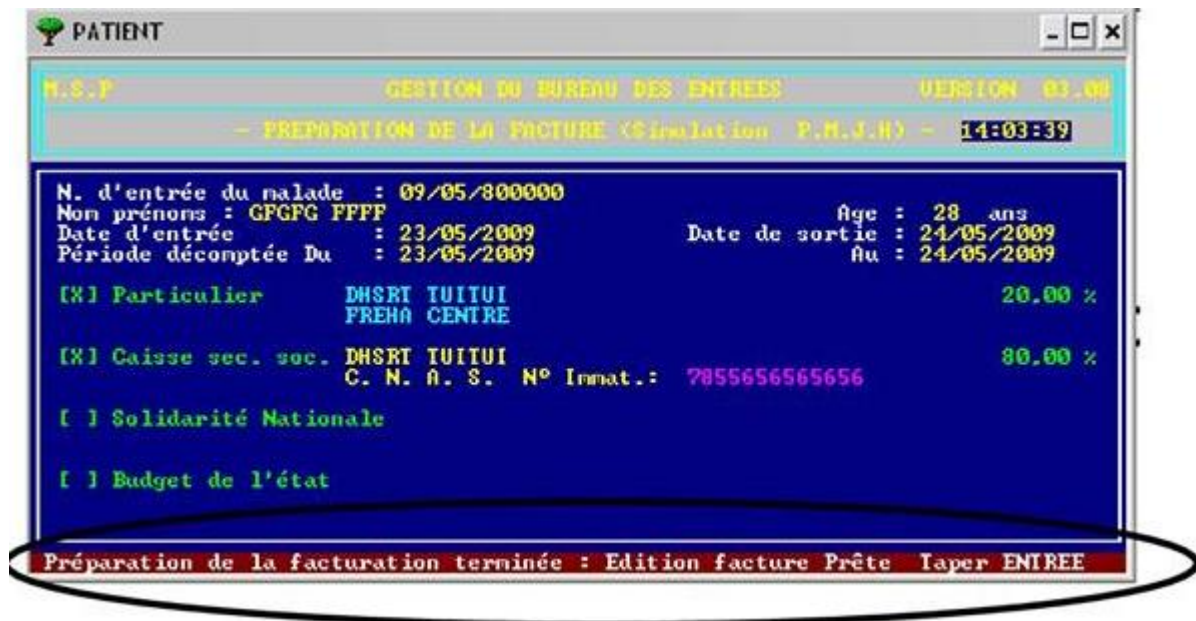 PATIENT
M.S.P GESTION DU BUREAU DES ENTREES VERSION 03.08
- PREPARATION DE LA FACTURE (Simulation P.M.J.H) - 14:03:39
N. d'entrée du malade : 09/05/800000
Nom prénoms : GFGFG FFFF Age : 28 ans
Date d'entrée : 23/05/2009 Date de sortie : 24/05/2009
Période décomptée Du : 23/05/2009 Au : 24/05/2009
[X] Particulier DHSRT TUITUI 20.00 %
FREHA CENTRE
[X] Caisse sec. soc. DHSRT TUITUI 80.00 %
C. N. A. S. Nº Immat.: 7855656565656
[ ] Solidarité Nationale
[ ] Budget de l'état
Préparation de la facturation terminée : Edition facture Prête Taper ENTREE